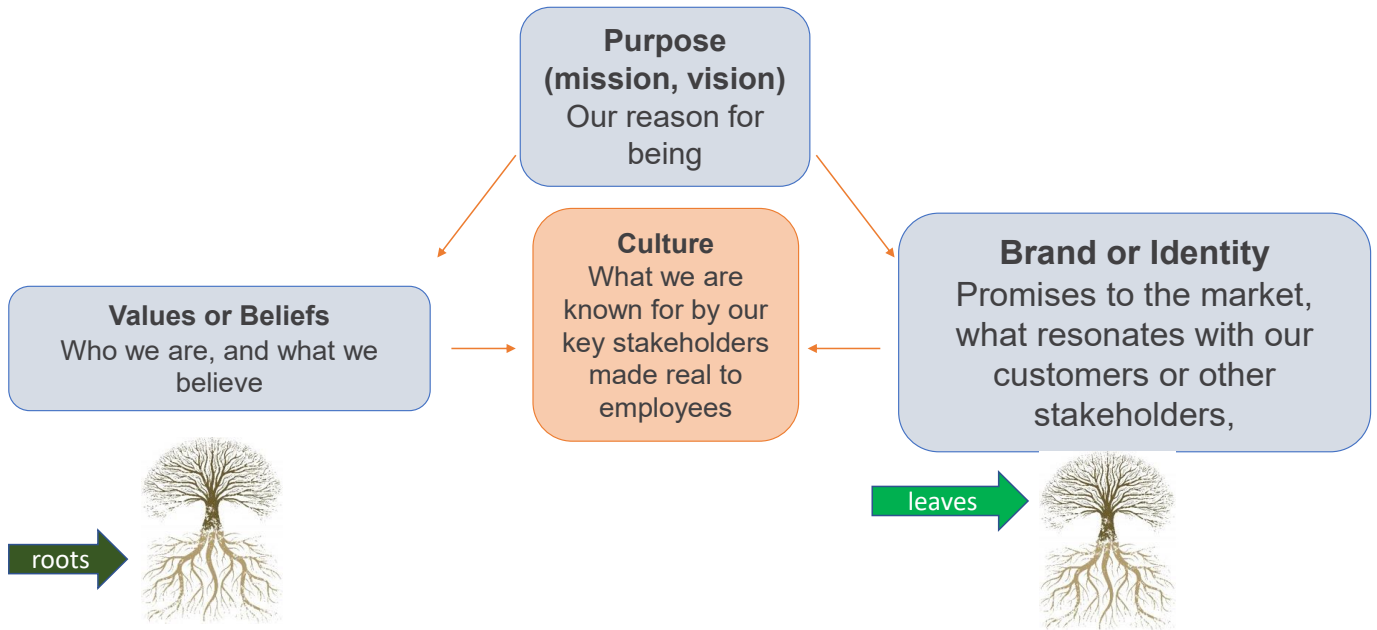 Purpose
(mission, vision)
Our reason for
being
Values or Beliefs
Who we are, and what we
believe
Culture
What we are
known for by our
key stakeholders
made real to
employees
Brand or Identity
Promises to the market,
what resonates with our
customers or other
stakeholders,
roots
leaves